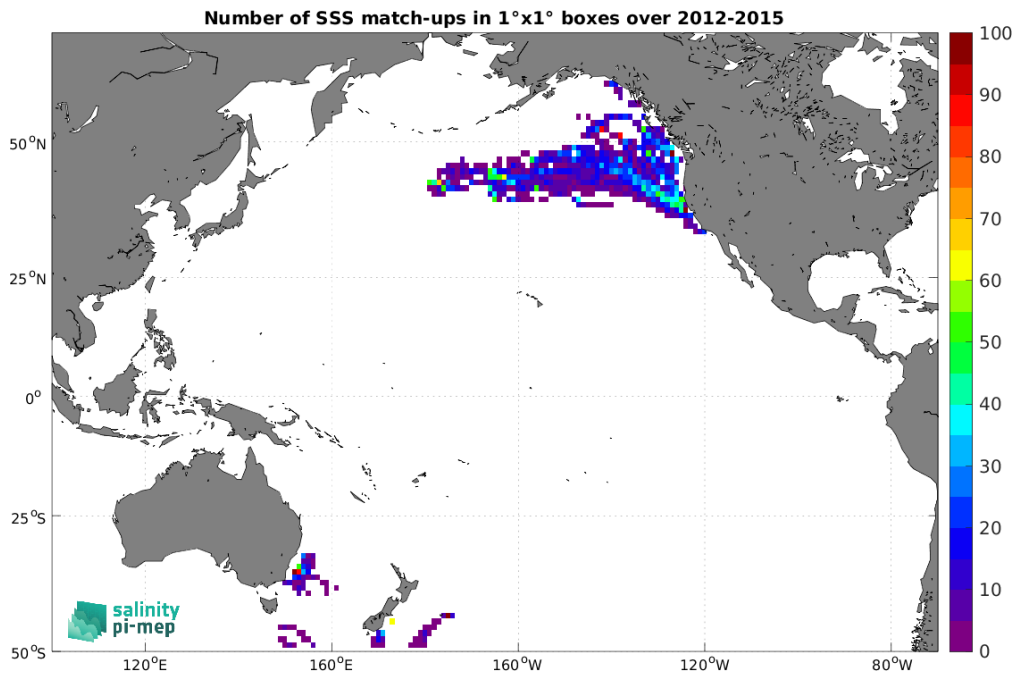 Number of SSS match-ups in 1°x1° boxes over 2012-2015
100
90
80
70
60
50
40
30
20
10
0
50°N
25°N
0°
25°S
50°S
120°E
160°E
160°W
120°W
80°W
salinity
pi-mep